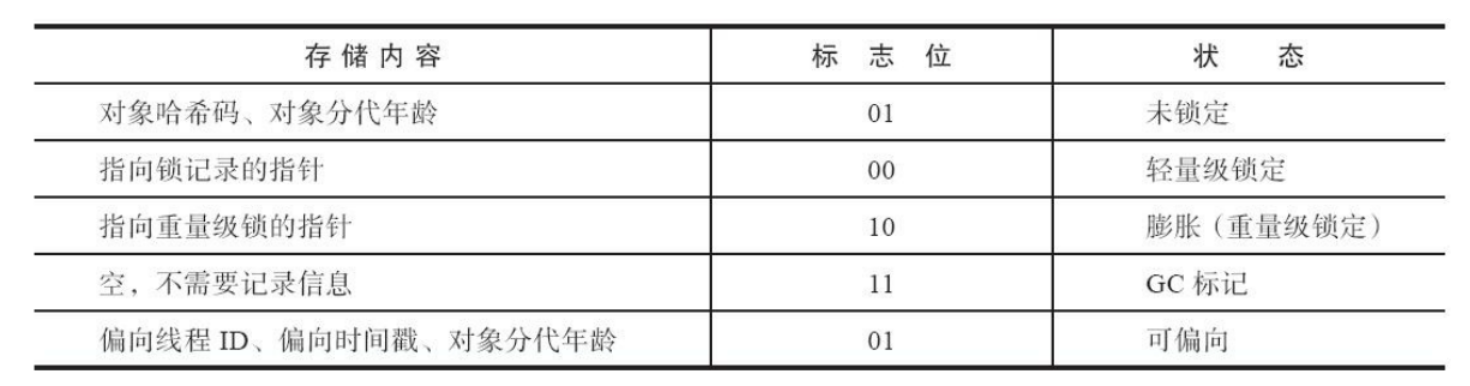 存储内容 标志位 状态
对象哈希码、对象分代年龄 01 未锁定
指向锁记录的指针 00 轻量级锁定
指向重量级锁的指针 10 膨胀（重量级锁定）
空，不需要记录信息 11 GC 标记
偏向线程 ID、偏向时间戳、对象分代年龄 01 可偏向